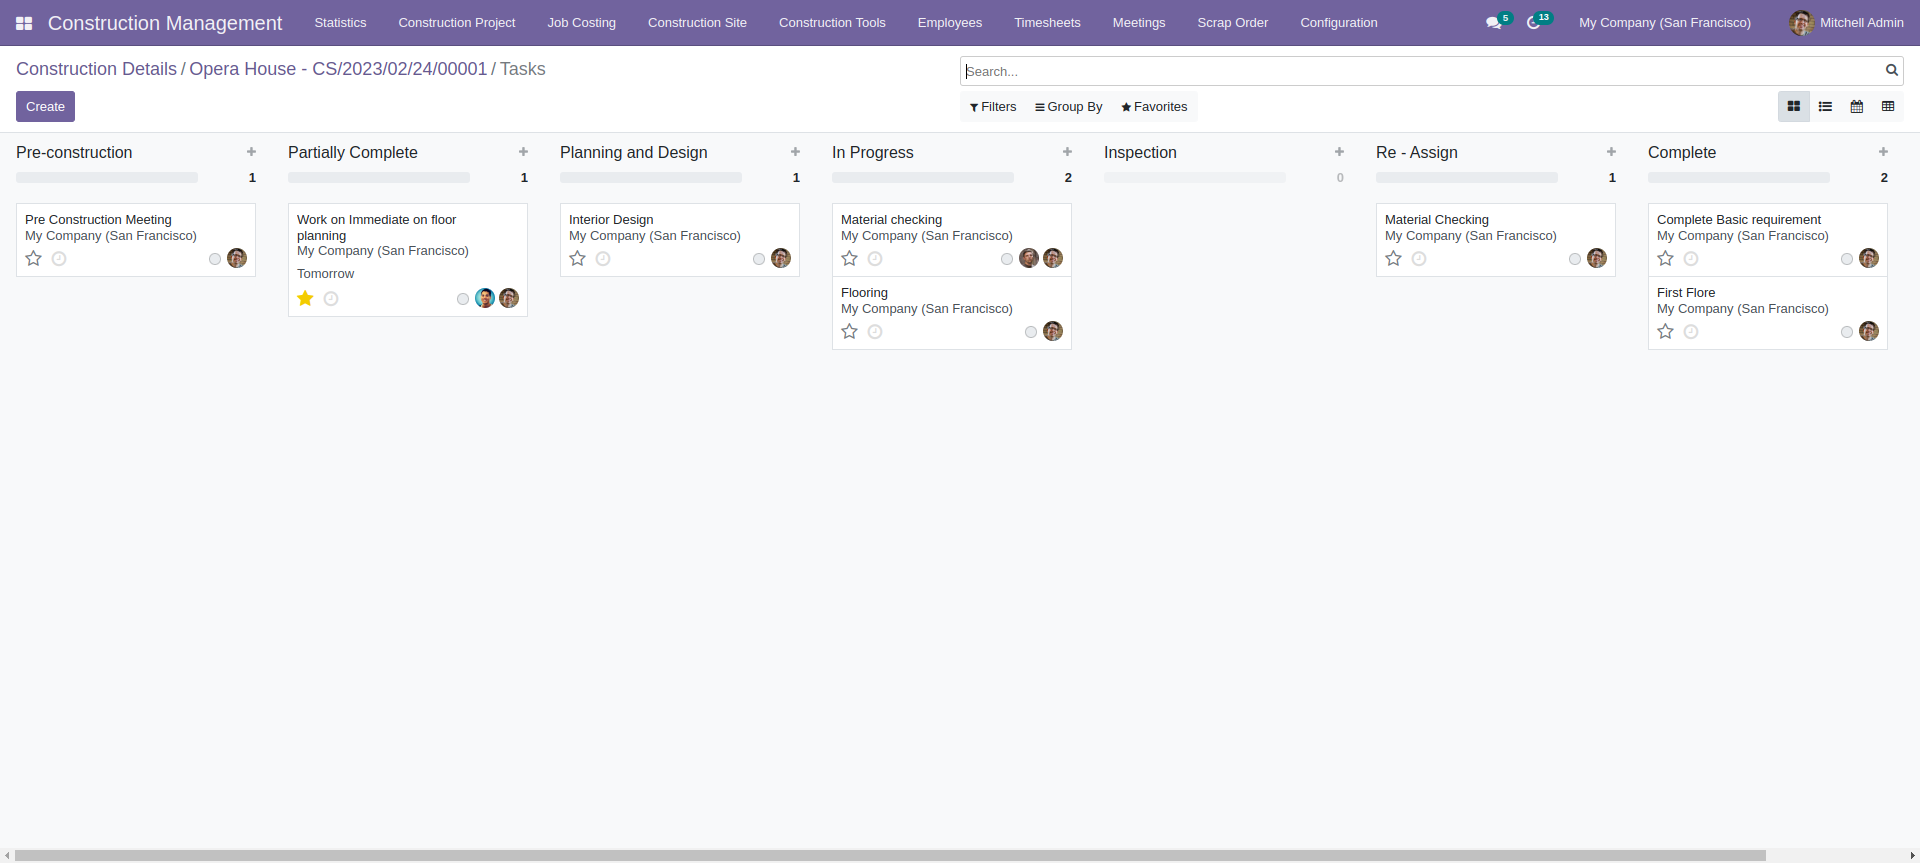 Construction Management Statistics Construction Project Job Costing Construction Site Construction Tools Employees Timesheets Meetings Scrap Order Configuration 5 13 My Company (San Francisco) Mitchell Admin
Construction Details / Opera House - CS/2023/02/24/00001 / Tasks
Search...
Create
Filters Group By Favorites
Pre-construction
1
Pre Construction Meeting
My Company (San Francisco)
Partially Complete
1
Work on Immediate on floor
planning
My Company (San Francisco)
Tomorrow
Planning and Design
1
Interior Design
My Company (San Francisco)
In Progress
2
Material checking
My Company (San Francisco)
Flooring
My Company (San Francisco)
Inspection
0
Re - Assign
1
Material Checking
My Company (San Francisco)
Complete
2
Complete Basic requirement
My Company (San Francisco)
First Flore
My Company (San Francisco)